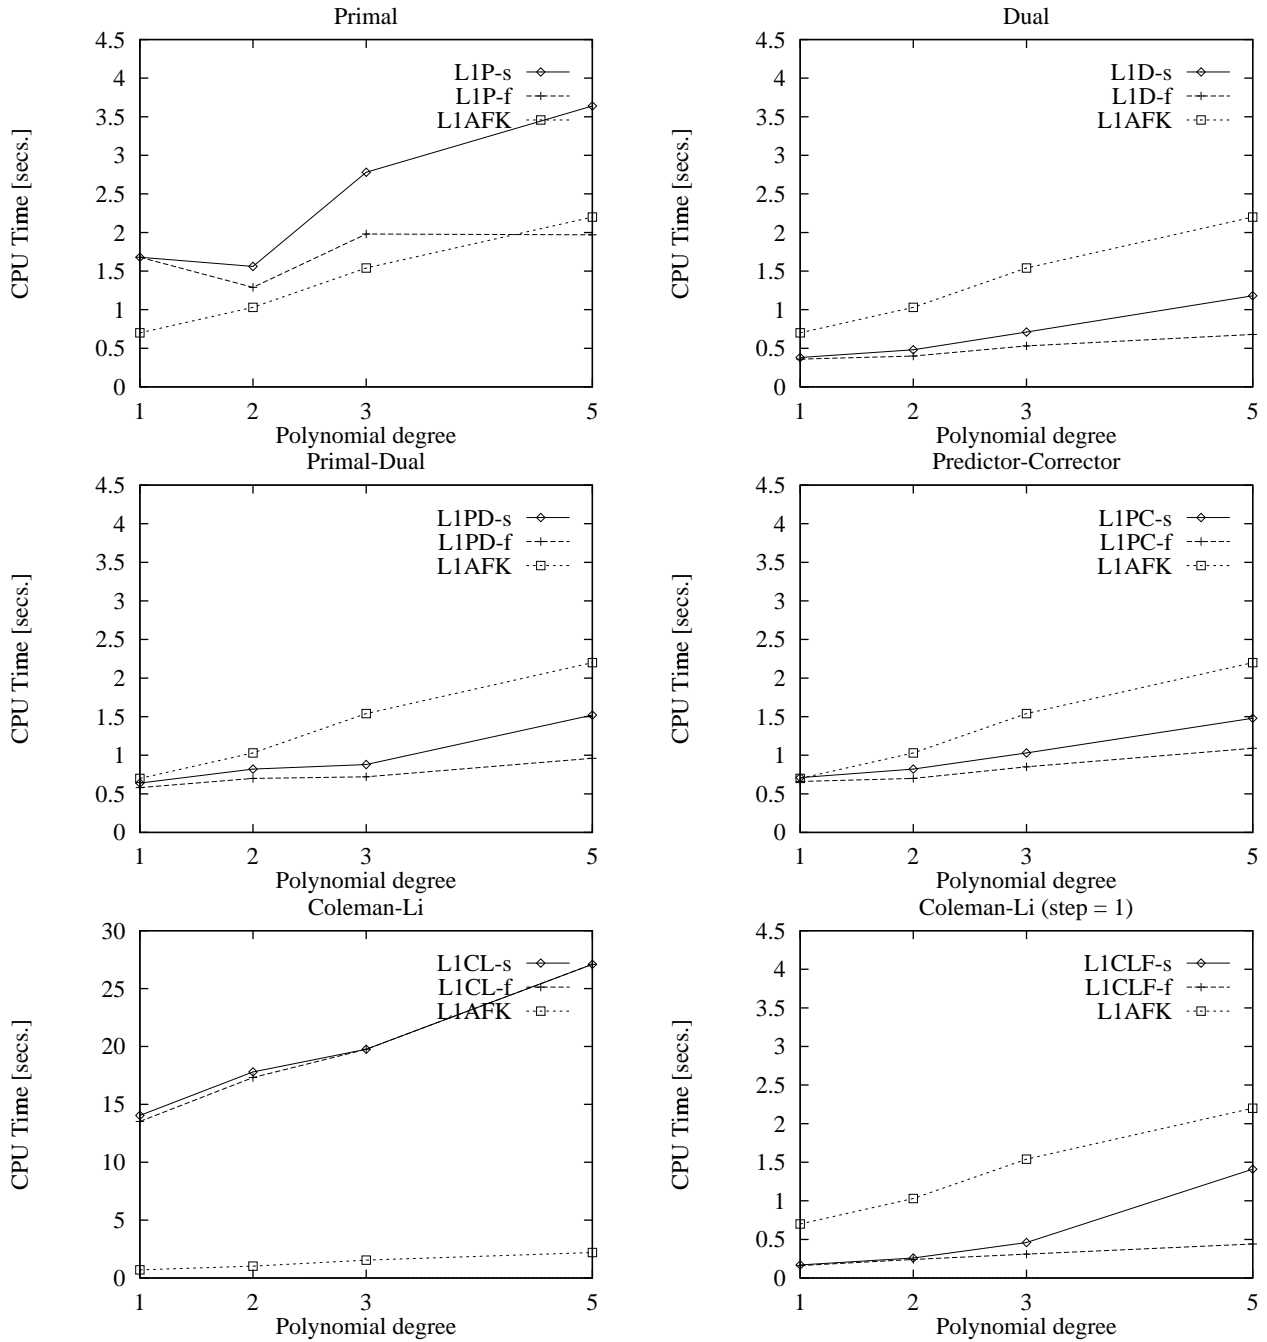 Primal
4.5
4
3.5
3
2.5
2
1.5
1
0.5
0
CPU Time [secs.]
L1P-s
L1P-f
L1AFK
1 2 3 5
Polynomial degree
Dual
4.5
4
3.5
3
2.5
2
1.5
1
0.5
0
CPU Time [secs.]
L1D-s
L1D-f
L1AFK
1 2 3 5
Polynomial degree
Primal-Dual
4.5
4
3.5
3
2.5
2
1.5
1
0.5
0
CPU Time [secs.]
L1PD-s
L1PD-f
L1AFK
1 2 3 5
Polynomial degree
Predictor-Corrector
4.5
4
3.5
3
2.5
2
1.5
1
0.5
0
CPU Time [secs.]
L1PC-s
L1PC-f
L1AFK
1 2 3 5
Polynomial degree
Coleman-Li
30
25
20
15
10
5
0
CPU Time [secs.]
L1CL-s
L1CL-f
L1AFK
1 2 3 5
Polynomial degree
Coleman-Li (step = 1)
4.5
4
3.5
3
2.5
2
1.5
1
0.5
0
CPU Time [secs.]
L1CLF-s
L1CLF-f
L1AFK
1 2 3 5
Polynomial degree